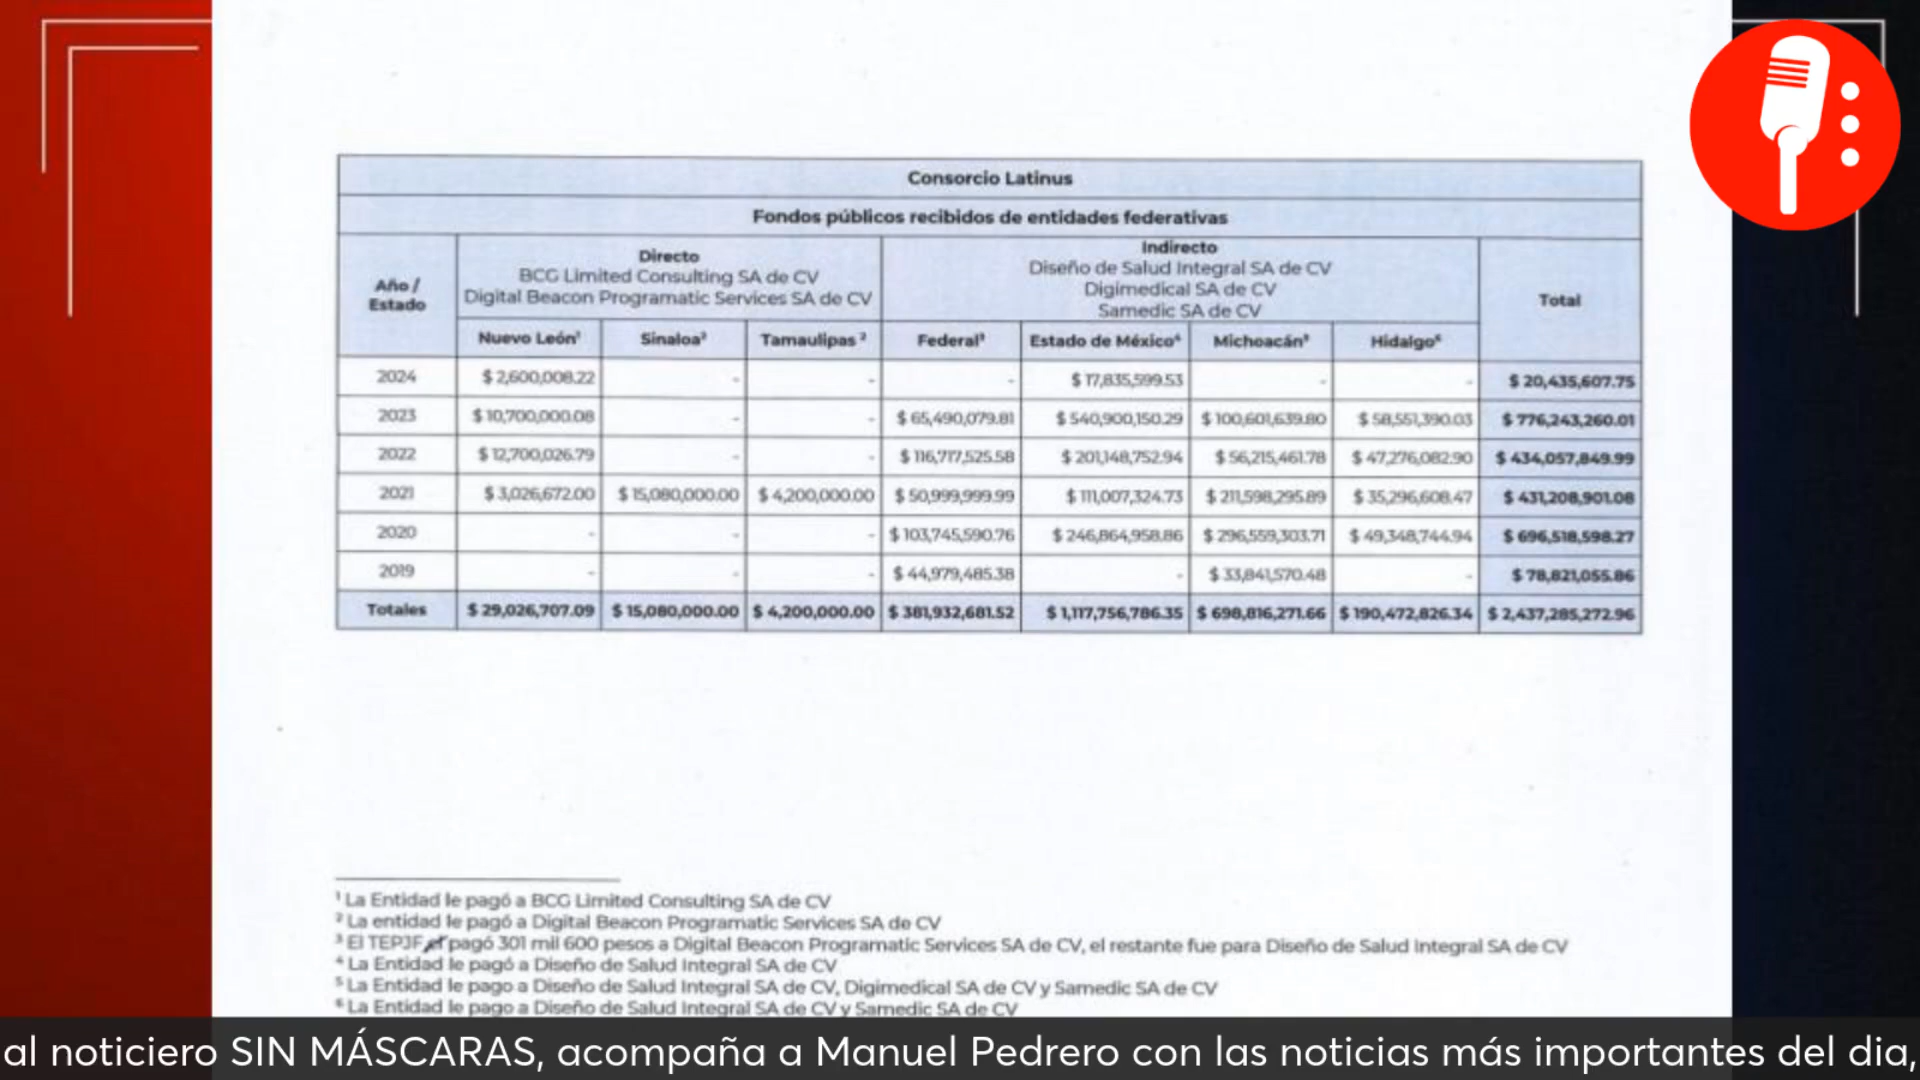 Consorcio Latinus
Fondos públicos recibidos de entidades federativas
Año / Estado
Directo
BCG Limited Consulting SA de CV
Digital Beacon Programatic Services SA de CV
Indirecto
Diseño de Salud Integral SA de CV
Digimedical SA de CV
Samedic SA de CV
Total
Nuevo León¹ Sinaloa² Tamaulipas ² Federal³ Estado de México⁴ Michoacán⁵ Hidalgo⁶
2024 $ 2,600,008.22 - - - $ 17,835,599.53 - - $ 20,435,607.75
2023 $ 10,700,000.08 - - $ 65,490,079.81 $ 540,900,150.29 $ 100,601,639.80 $ 58,551,390.03 $ 776,243,260.01
2022 $ 12,700,026.79 - - $ 116,717,525.58 $ 201,148,752.94 $ 56,215,461.78 $ 47,276,082.90 $ 434,057,849.99
2021 $ 3,026,672.00 $ 15,080,000.00 $ 4,200,000.00 $ 50,999,999.99 $ 111,007,324.73 $ 211,598,295.89 $ 35,296,608.47 $ 431,208,901.08
2020 - - - $ 103,745,590.76 $ 246,864,958.86 $ 296,559,303.71 $ 49,348,744.94 $ 696,518,598.27
2019 - - - $ 44,979,485.38 - $ 33,841,570.48 - $ 78,821,055.86
Totales $ 29,026,707.09 $ 15,080,000.00 $ 4,200,000.00 $ 381,932,681.52 $ 1,117,756,786.35 $ 698,816,271.66 $ 190,472,826.34 $ 2,437,285,272.96
¹ La Entidad le pagó a BCG Limited Consulting SA de CV
² La entidad le pagó a Digital Beacon Programatic Services SA de CV
³ El TEPJF pagó 301 mil 600 pesos a Digital Beacon Programatic Services SA de CV, el restante fue para Diseño de Salud Integral SA de CV
⁴ La Entidad le pagó a Diseño de Salud Integral SA de CV
⁵ La Entidad le pago a Diseño de Salud Integral SA de CV, Digimedical SA de CV y Samedic SA de CV
⁶ La Entidad le pago a Diseño de Salud Integral SA de CV y Samedic SA de CV
al noticiero SIN MÁSCARAS, acompaña a Manuel Pedrero con las noticias más importantes del dia,